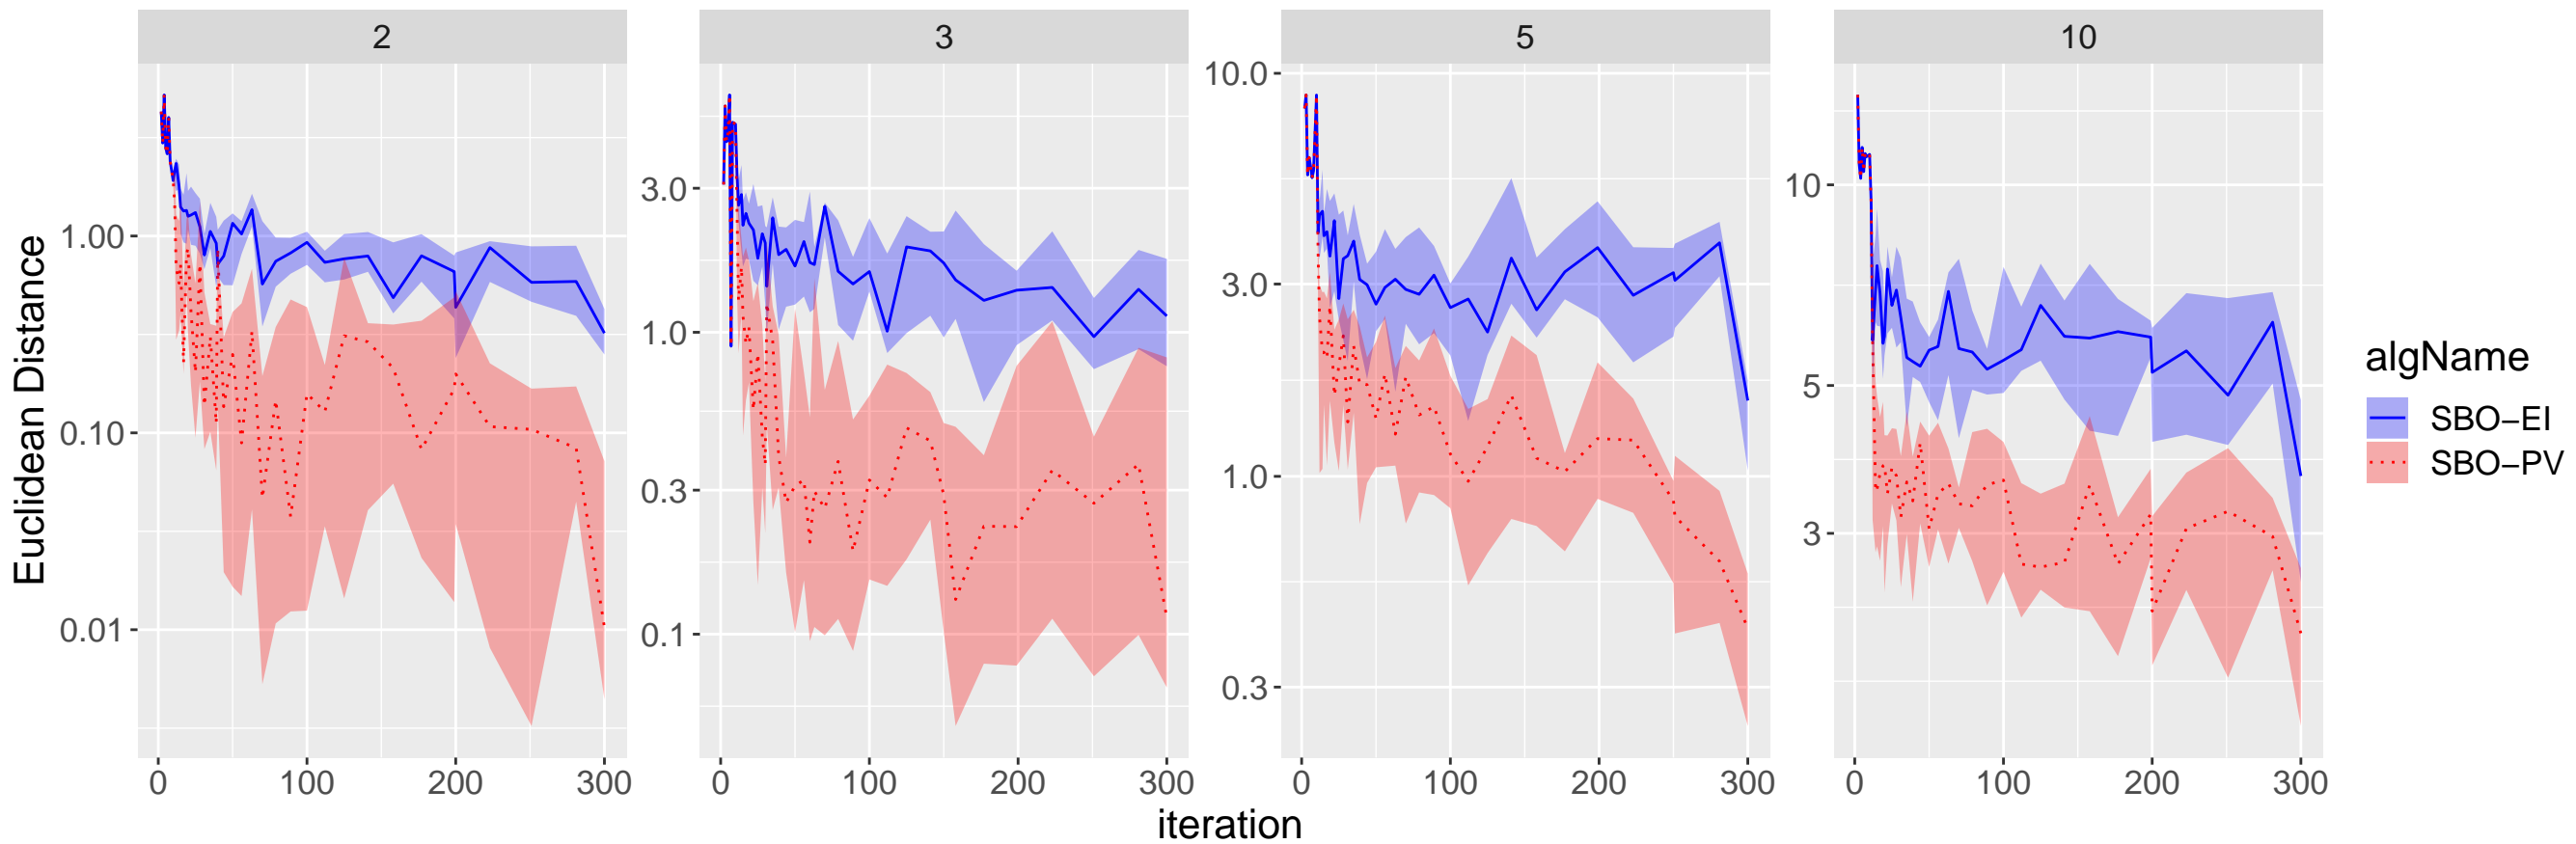 2 3 5 10
Euclidean Distance
1.00
0.10
0.01
3.0
1.0
0.3
0.1
10.0
3.0
1.0
0.3
10
5
3
0 100 200 300 0 100 200 300 0 100 200 300 0 100 200 300
iteration
algName
SBO−EI
SBO−PV